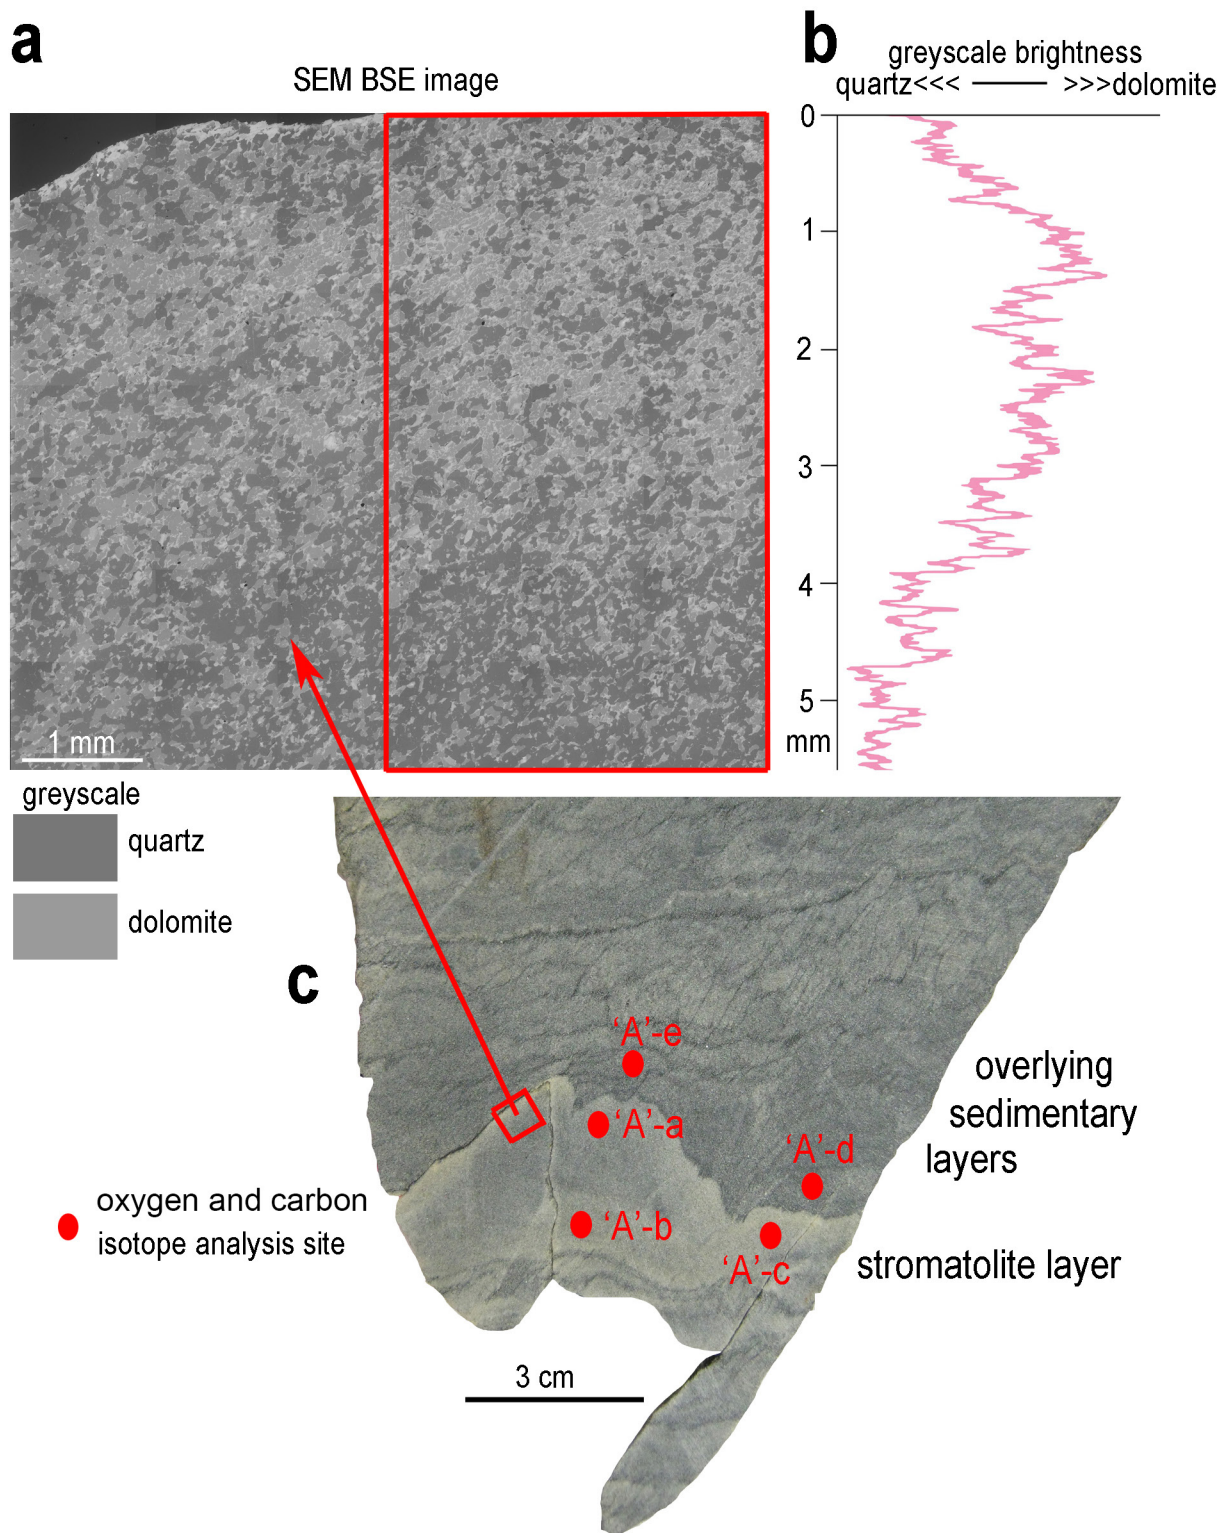 a
SEM BSE image
b
greyscale brightness
quartz<<< >>>dolomite
0
1
2
3
4
5
mm
1 mm
greyscale
quartz
dolomite
c
'A'-e
'A'-a
'A'-d
'A'-b
'A'-c
overlying
sedimentary
layers
stromatolite layer
oxygen and carbon
isotope analysis site
3 cm